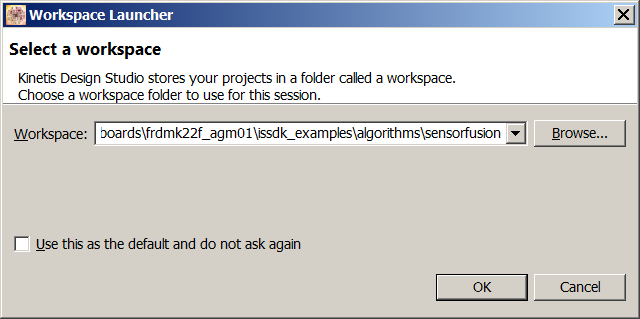 Workspace Launcher
Select a workspace
Kinetis Design Studio stores your projects in a folder called a workspace.
Choose a workspace folder to use for this session.
Workspace: boards\frdmk22f_agm01\issdk_examples\algorithms\sensorfusion Browse...
Use this as the default and do not ask again
OK Cancel